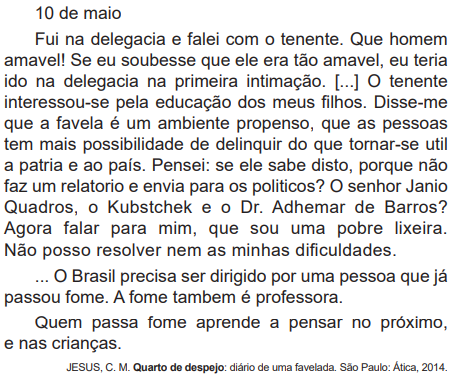 10 de maio
Fui na delegacia e falei com o tenente. Que homem
amavel! Se eu soubesse que ele era tão amavel, eu teria
ido na delegacia na primeira intimação. [...] O tenente
interessou-se pela educação dos meus filhos. Disse-me
que a favela é um ambiente propenso, que as pessoas
tem mais possibilidade de delinquir do que tornar-se util
a patria e ao país. Pensei: se ele sabe disto, porque não
faz um relatorio e envia para os politicos? O senhor Janio
Quadros, o Kubstchek e o Dr. Adhemar de Barros?
Agora falar para mim, que sou uma pobre lixeira.
Não posso resolver nem as minhas dificuldades.
... O Brasil precisa ser dirigido por uma pessoa que já
passou fome. A fome tambem é professora.
Quem passa fome aprende a pensar no próximo,
e nas crianças.
JESUS, C. M. Quarto de despejo: diário de uma favelada. São Paulo: Ática, 2014.